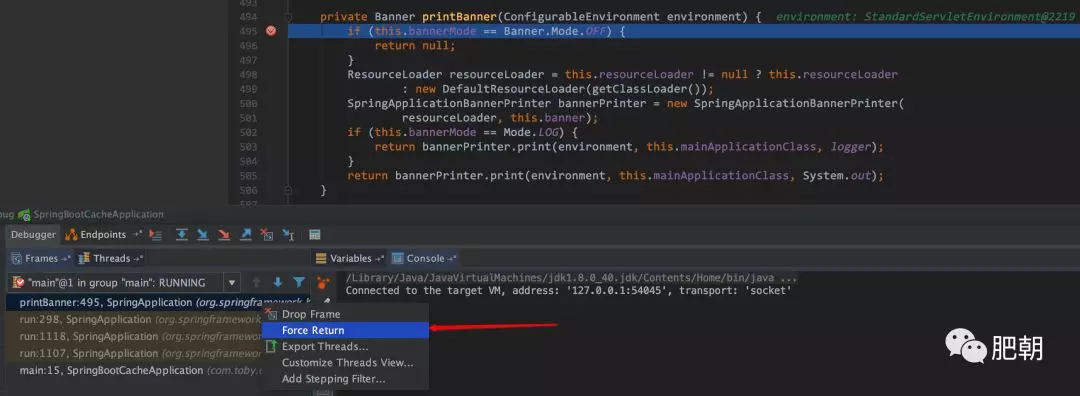 493
494 private Banner printBanner(ConfigurableEnvironment environment) { environment: StandardServletEnvironment@2219
495 if (this.bannerMode == Banner.Mode.OFF) {
496 return null;
497 }
498 ResourceLoader resourceLoader = this.resourceLoader != null ? this.resourceLoader
499 : new DefaultResourceLoader(getClassLoader());
500 SpringApplicationBannerPrinter bannerPrinter = new SpringApplicationBannerPrinter(
501 resourceLoader, this.banner);
502 if (this.bannerMode == Mode.LOG) {
503 return bannerPrinter.print(environment, this.mainApplicationClass, logger);
504 }
505 return bannerPrinter.print(environment, this.mainApplicationClass, System.out);
506 }
507
bug SpringBootCacheApplication
Debugger Endpoints
Frames Threads Variables Console
"main"@1 in group "main": RUNNING
/Library/Java/JavaVirtualMachines/jdk1.8.0_40.jdk/Contents/Home/bin/java ...
Connected to the target VM, address: '127.0.0.1:54045', transport: 'socket'
printBanner:495, SpringApplication (org.springframework.b
run:298, SpringApplication (org.springframework
run:1118, SpringApplication (org.springframework
run:1107, SpringApplication (org.springframework
main:15, SpringBootCacheApplication (com.toby.
Drop Frame
Force Return
Export Threads...
Customize Threads View...
Add Stepping Filter...
肥朝